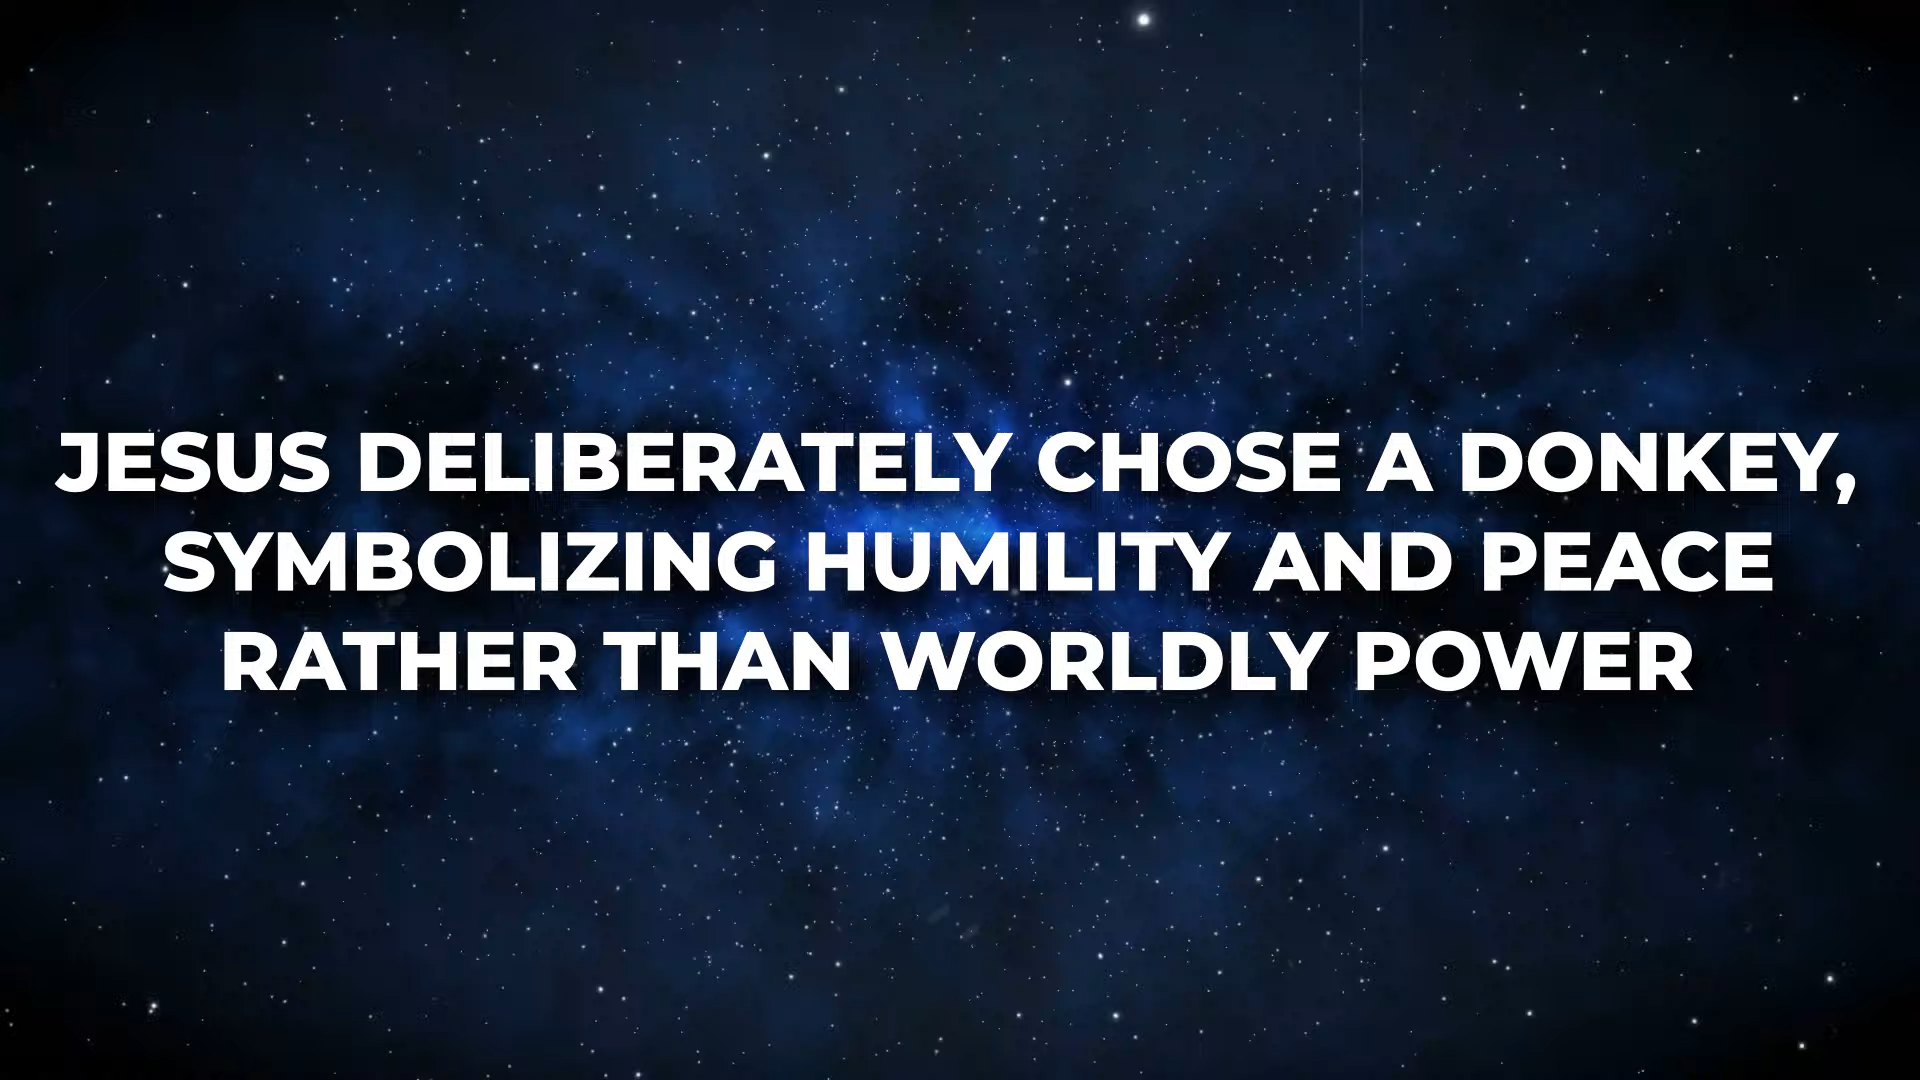 JESUS DELIBERATELY CHOSE A DONKEY,
SYMBOLIZING HUMILITY AND PEACE
RATHER THAN WORLDLY POWER